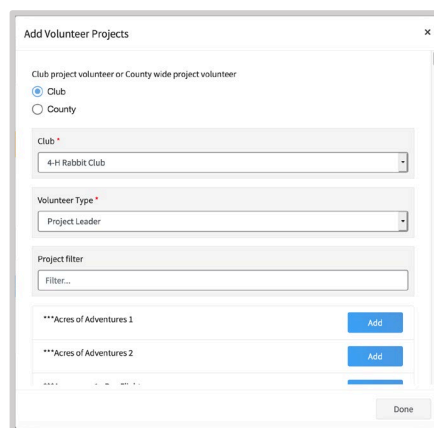 Add Volunteer Projects ×
Club project volunteer or County wide project volunteer
Club
County
Club *
4-H Rabbit Club
Volunteer Type *
Project Leader
Project filter
Filter...
***Acres of Adventures 1 Add
***Acres of Adventures 2 Add
Done